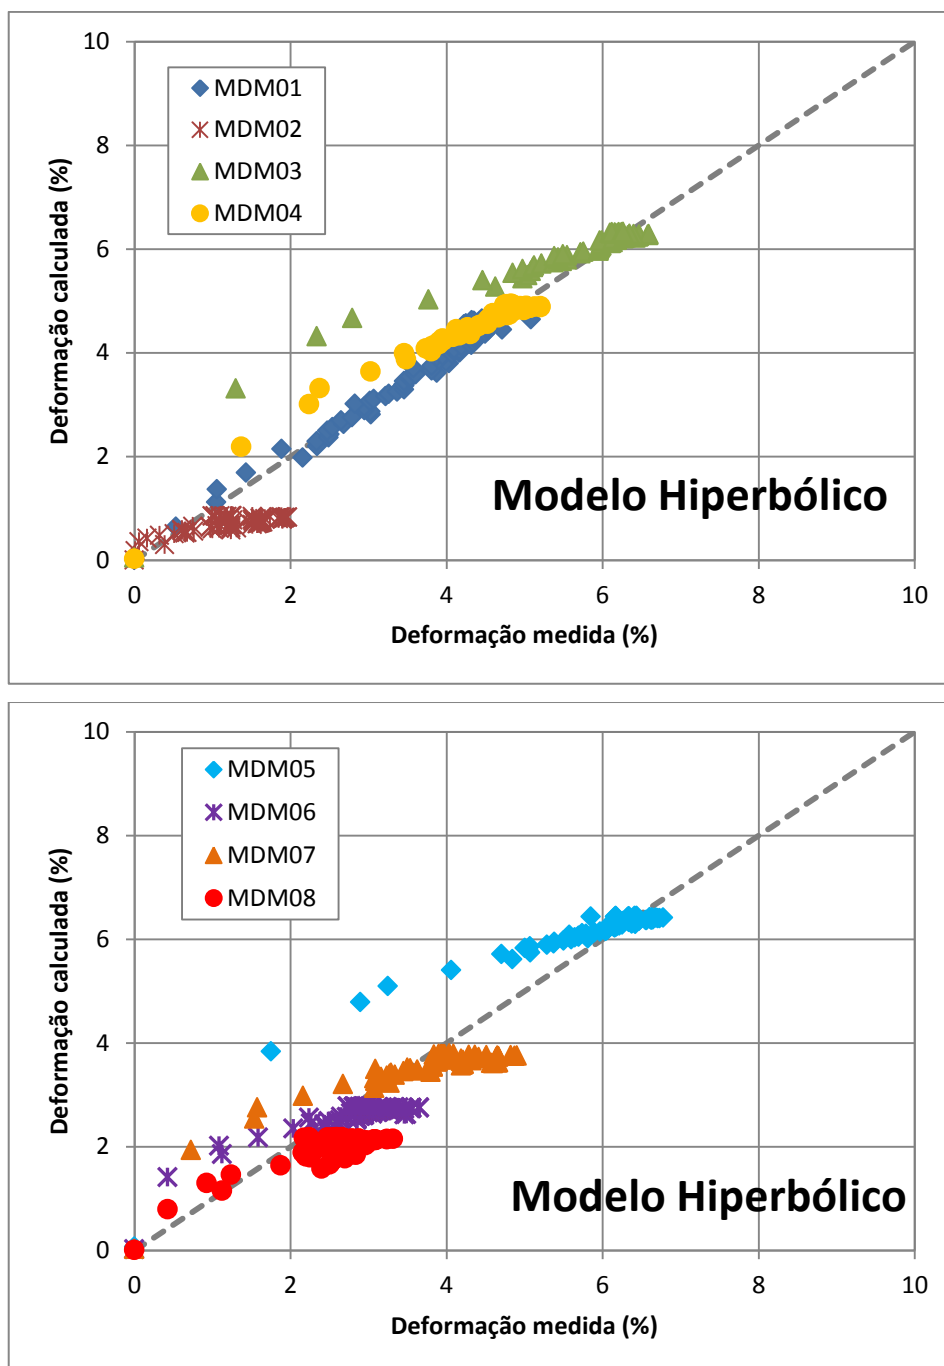 10
8
6
4
2
0
Deformação calculada (%)
MDM01
MDM02
MDM03
MDM04
Modelo Hiperbólico
0 2 4 6 8 10
Deformação medida (%)
10
8
6
4
2
0
Deformação calculada (%)
MDM05
MDM06
MDM07
MDM08
Modelo Hiperbólico
0 2 4 6 8 10
Deformação medida (%)